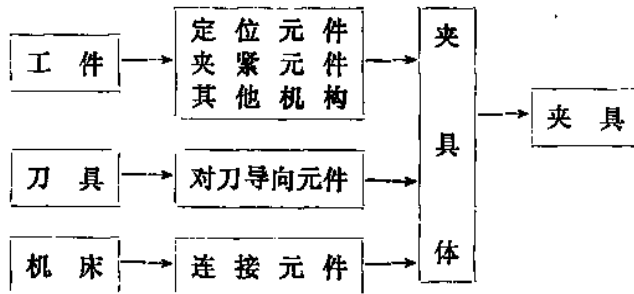 工件
定位元件
夹紧元件
其他机构
夹具体
夹具
刀具
对刀导向元件
机床
连接元件